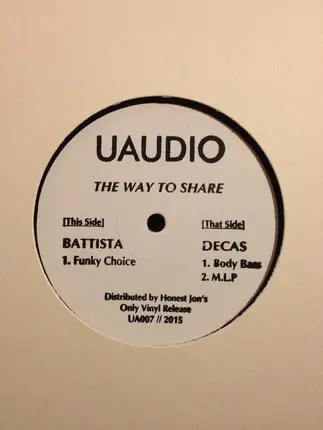 UAUDIO
THE WAY TO SHARE
[This Side]
BATTISTA
1. Funky Choice
[That Side]
DECAS
1. Body Bass
2. M.L.P
Distributed by Honest Jon's
Only Vinyl Release
UA007 // 2015